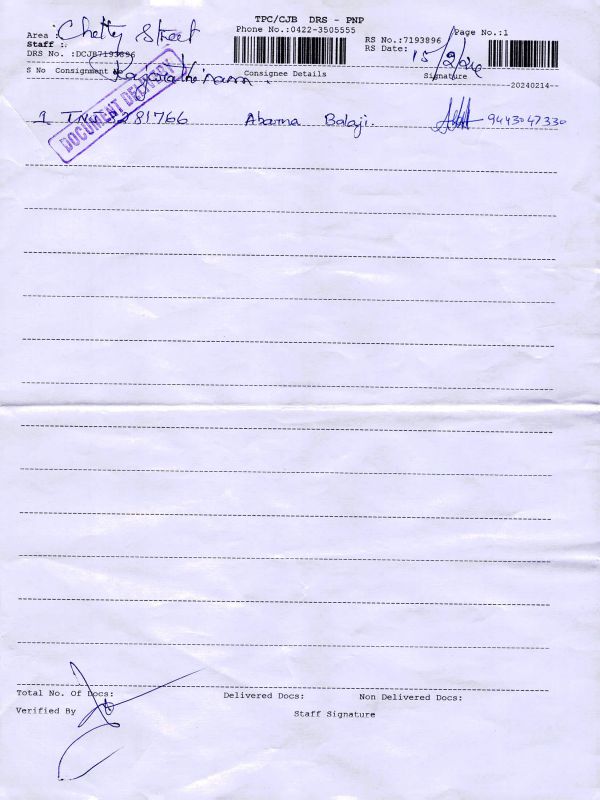 TPC/CJB DRS - PNP
Area : Chetty Street Phone No.:0422-3505555 RS No.:7193896 Page No.:1
Staff : RS Date: 15/2/24
DRS No. :DCJB7193896
S No Consignment No Consignee Details Signature
20240214
DOCUMENT DELIVERY
1 281766 Abarna Balaji. 9443047330
Total No. Of Docs: Delivered Docs: Non Delivered Docs:
Verified By Staff Signature